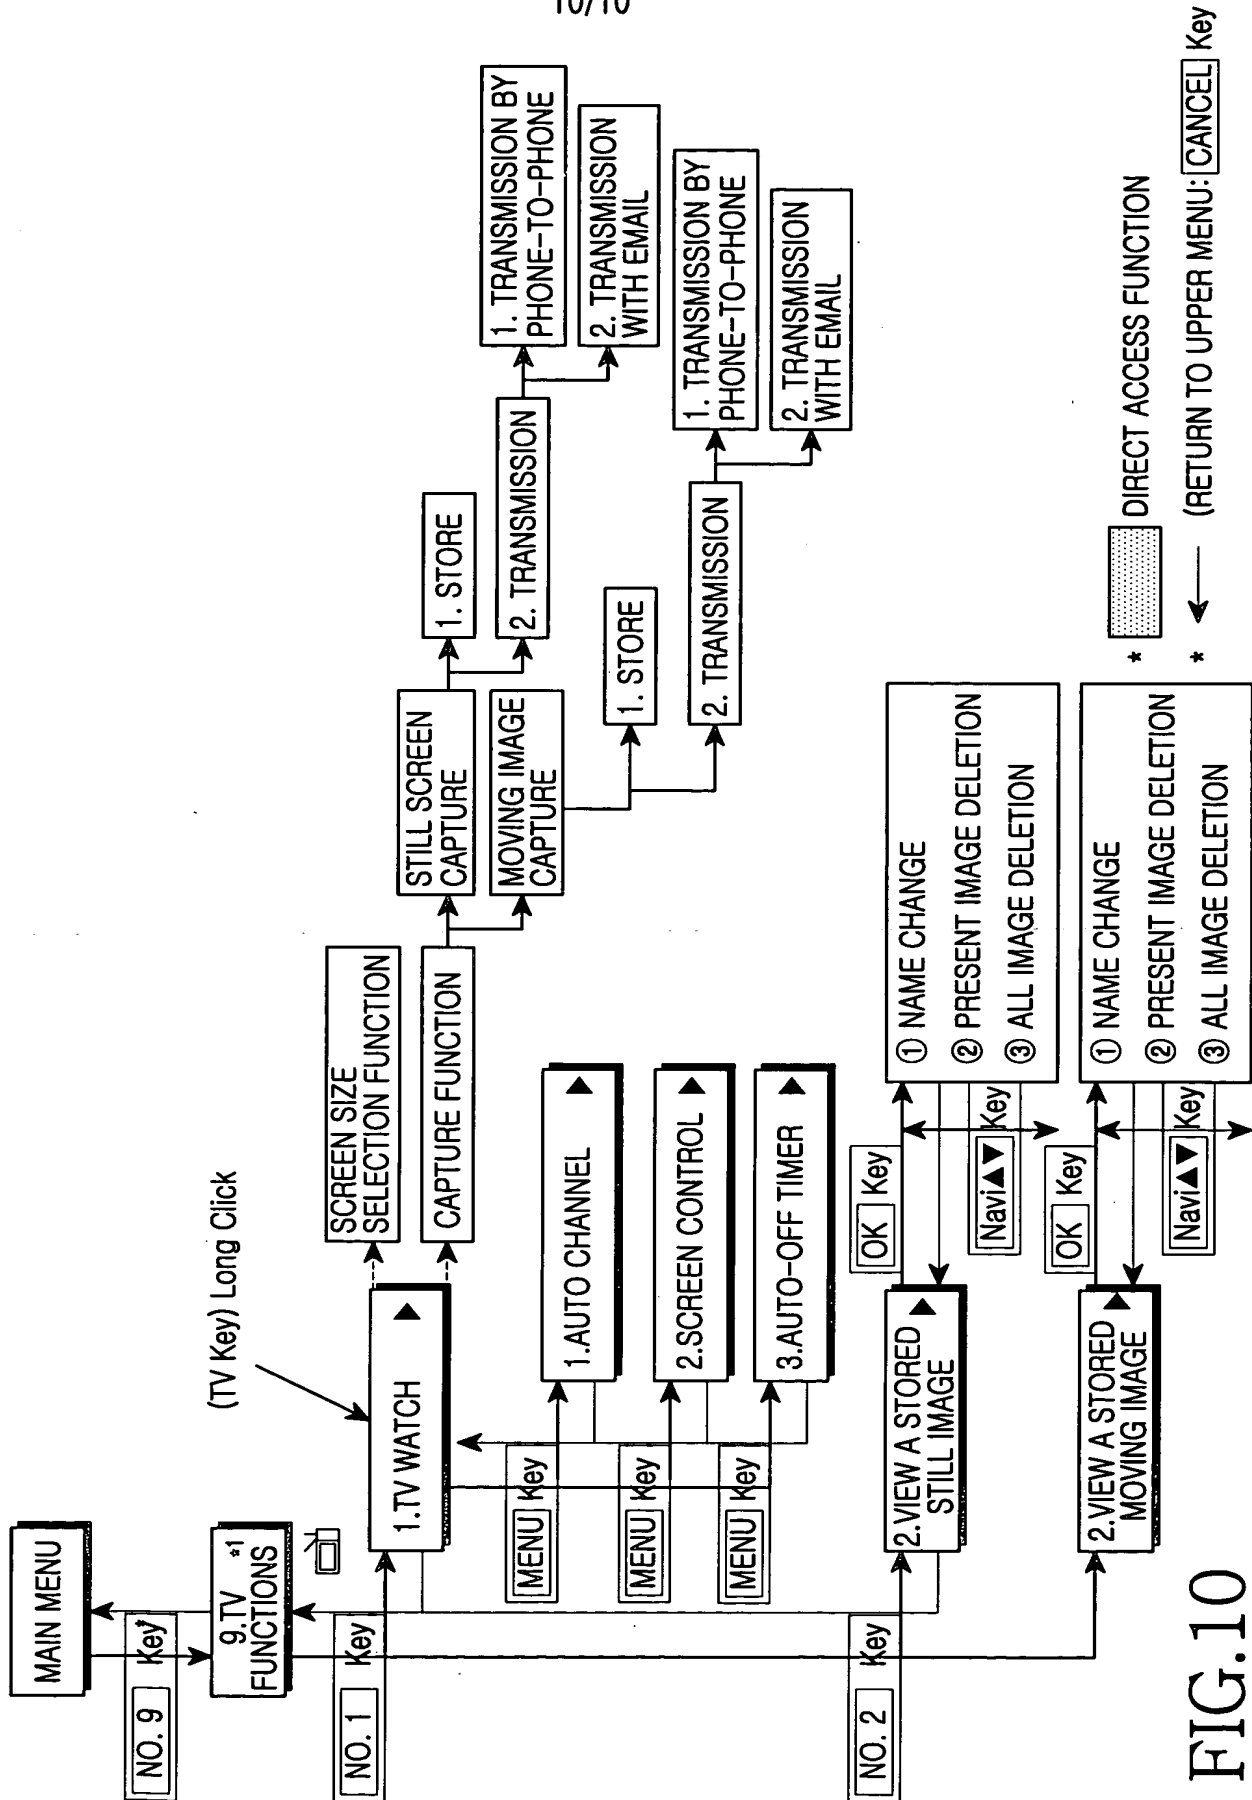 10/10
MAIN MENU
NO. 9 Key
9.TV *1
FUNCTIONS
NO. 1 Key
(TV Key) Long Click
1.TV WATCH ▶
SCREEN SIZE
SELECTION FUNCTION
CAPTURE FUNCTION
STILL SCREEN
CAPTURE
MOVING IMAGE
CAPTURE
1. STORE
2. TRANSMISSION
1. TRANSMISSION BY
PHONE-TO-PHONE
2. TRANSMISSION
WITH EMAIL
1. STORE
2. TRANSMISSION
1. TRANSMISSION BY
PHONE-TO-PHONE
2. TRANSMISSION
WITH EMAIL
MENU Key
1.AUTO CHANNEL ▶
MENU Key
2.SCREEN CONTROL ▶
MENU Key
3.AUTO-OFF TIMER ▶
NO. 2 Key
2.VIEW A STORED
STILL IMAGE ▶
OK Key
Navi▲▼ Key
① NAME CHANGE
② PRESENT IMAGE DELETION
③ ALL IMAGE DELETION
2.VIEW A STORED
MOVING IMAGE ▶
OK Key
Navi▲▼ Key
① NAME CHANGE
② PRESENT IMAGE DELETION
③ ALL IMAGE DELETION
* DIRECT ACCESS FUNCTION
* ← (RETURN TO UPPER MENU: CANCEL Key
FIG.10